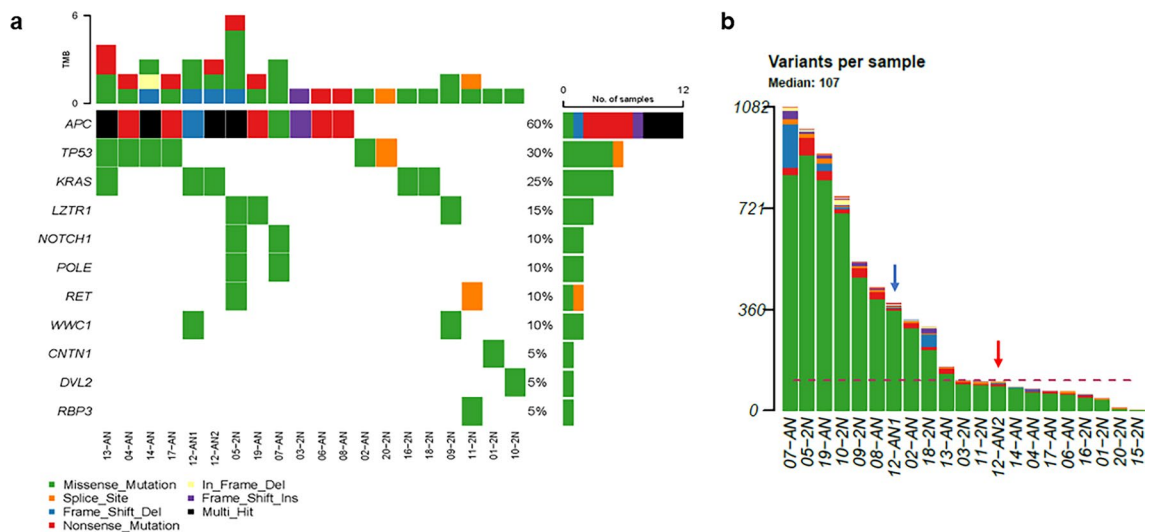 a
6
0
TMB
0
12
No. of samples
APC 60%
TP53 30%
KRAS 25%
LZTR1 15%
NOTCH1 10%
POLE 10%
RET 10%
WWC1 10%
CNTN1 5%
DVL2 5%
RBP3 5%
13-AN
04-AN
14-AN
17-AN
12-AN1
12-AN2
05-2N
19-AN
07-AN
03-2N
06-AN
08-AN
02-AN
20-2N
16-2N
18-2N
09-2N
11-2N
01-2N
10-2N
Missense_Mutation
Splice_Site
Frame_Shift_Del
Nonsense_Mutation
In_Frame_Del
Frame_Shift_Ins
Multi_Hit
b
Variants per sample
Median: 107
1082
721
360
0
07-AN
05-2N
19-AN
10-2N
09-2N
08-AN
12-AN1
02-AN
18-2N
13-AN
03-2N
11-2N
12-AN2
14-AN
04-AN
17-AN
06-AN
16-2N
01-2N
20-2N
15-2N